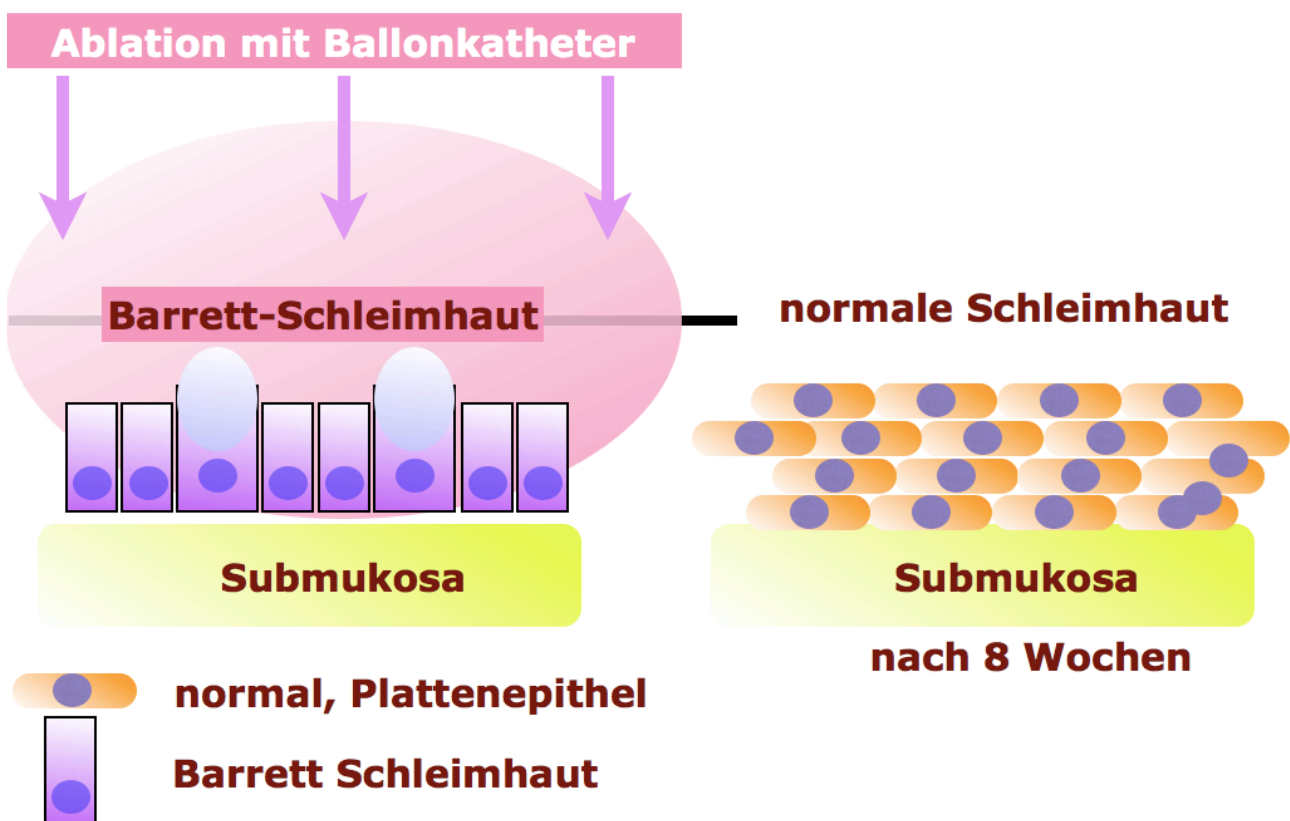 Ablation mit Ballonkatheter
Barrett-Schleimhaut
normale Schleimhaut
Submukosa
Submukosa
nach 8 Wochen
normal, Plattenepithel
Barrett Schleimhaut